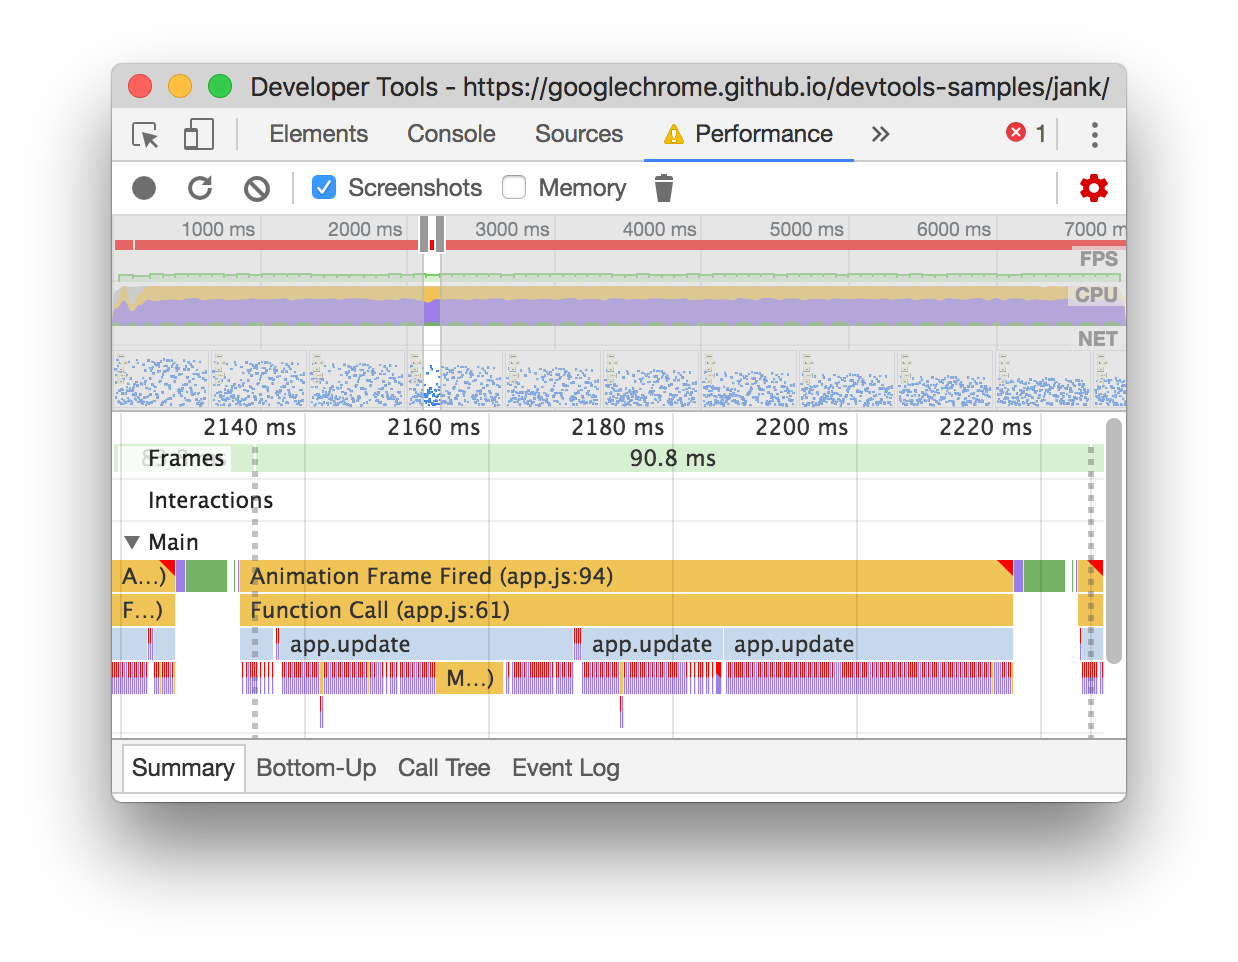 Developer Tools - https://googlechrome.github.io/devtools-samples/jank/
Elements Console Sources Performance » 1
Screenshots Memory
1000 ms 2000 ms 3000 ms 4000 ms 5000 ms 6000 ms 7000 m
FPS
CPU
NET
2140 ms 2160 ms 2180 ms 2200 ms 2220 ms
Frames 90.8 ms
Interactions
Main
A...) Animation Frame Fired (app.js:94)
F...) Function Call (app.js:61)
app.update app.update app.update
M...)
Summary Bottom-Up Call Tree Event Log